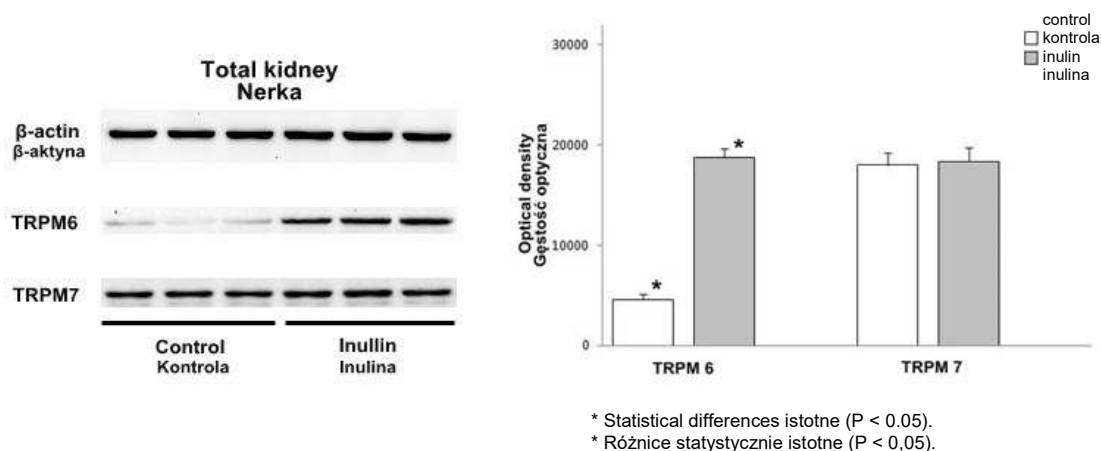 Total kidney
Nerka
β-actin
β-aktyna
TRPM6
TRPM7
Control
Kontrola
Inullin
Inulina
control
kontrola
inulin
inulina
Optical density
Gęstość optyczna
30000
20000
10000
0
*
*
TRPM 6
TRPM 7
* Statistical differences istotne (P < 0.05).
* Różnice statystycznie istotne (P < 0,05).